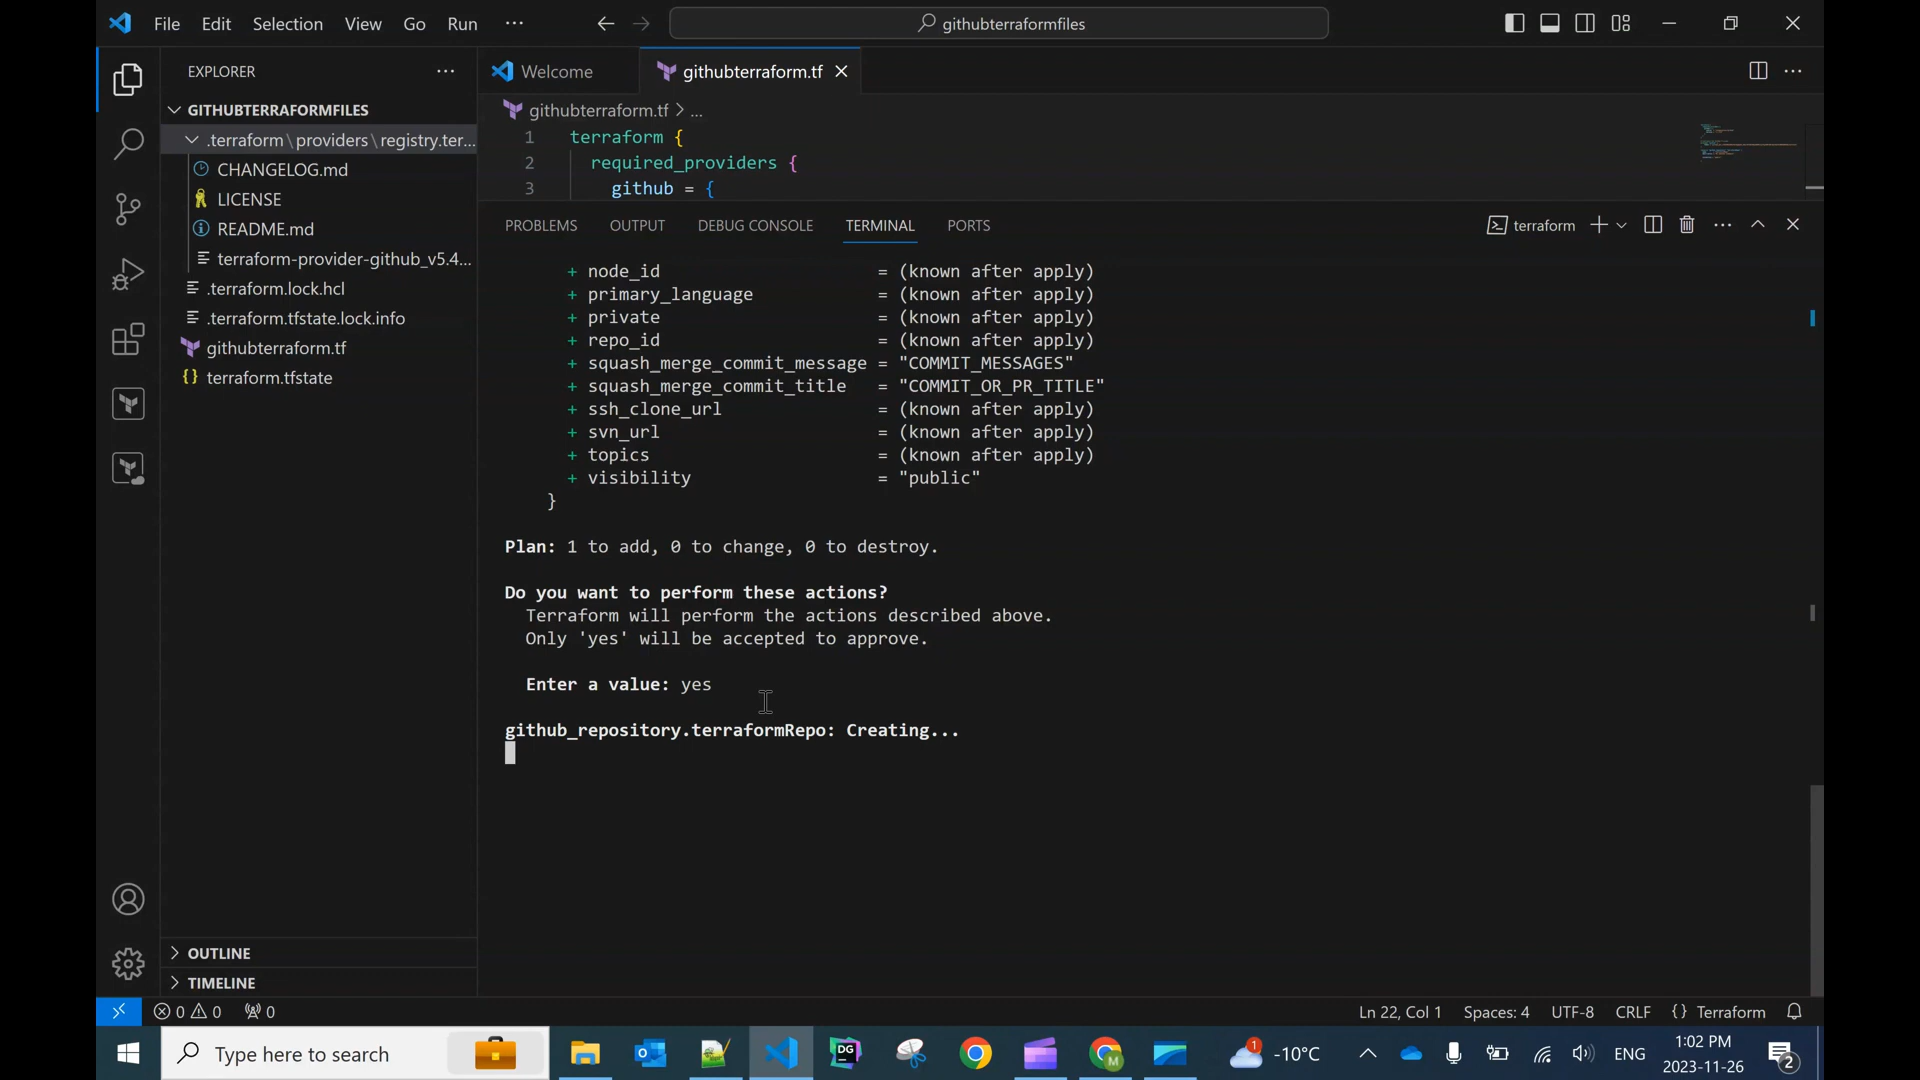 File Edit Selection View Go Run ...
githubterraformfiles
EXPLORER
GITHUBTERRAFORMFILES
.terraform\providers\registry.ter...
CHANGELOG.md
LICENSE
README.md
terraform-provider-github_v5.4...
.terraform.lock.hcl
.terraform.tfstate.lock.info
githubterraform.tf
terraform.tfstate
OUTLINE
TIMELINE
Welcome githubterraform.tf
githubterraform.tf > ...
1 terraform {
2 required_providers {
3 github = {
PROBLEMS OUTPUT DEBUG CONSOLE TERMINAL PORTS
terraform
+ node_id = (known after apply)
+ primary_language = (known after apply)
+ private = (known after apply)
+ repo_id = (known after apply)
+ squash_merge_commit_message = "COMMIT_MESSAGES"
+ squash_merge_commit_title = "COMMIT_OR_PR_TITLE"
+ ssh_clone_url = (known after apply)
+ svn_url = (known after apply)
+ topics = (known after apply)
+ visibility = "public"
}
Plan: 1 to add, 0 to change, 0 to destroy.
Do you want to perform these actions?
Terraform will perform the actions described above.
Only 'yes' will be accepted to approve.
Enter a value: yes
github_repository.terraformRepo: Creating...
0 0 0
Ln 22, Col 1 Spaces: 4 UTF-8 CRLF {} Terraform
Type here to search
DG
M
1
-10°C
ENG
1:02 PM
2023-11-26
2